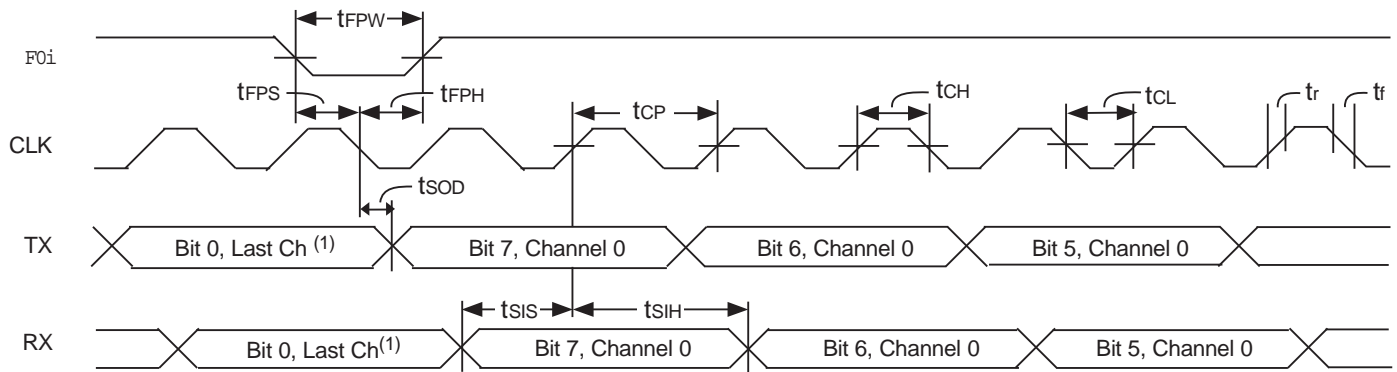 tFPW
F0i
tFPS
tFPH
tCP
tCH
tCL
tr
tf
CLK
tSOD
TX
Bit 0, Last Ch (1)
Bit 7, Channel 0
Bit 6, Channel 0
Bit 5, Channel 0
tSIS
tSIH
RX
Bit 0, Last Ch(1)
Bit 7, Channel 0
Bit 6, Channel 0
Bit 5, Channel 0